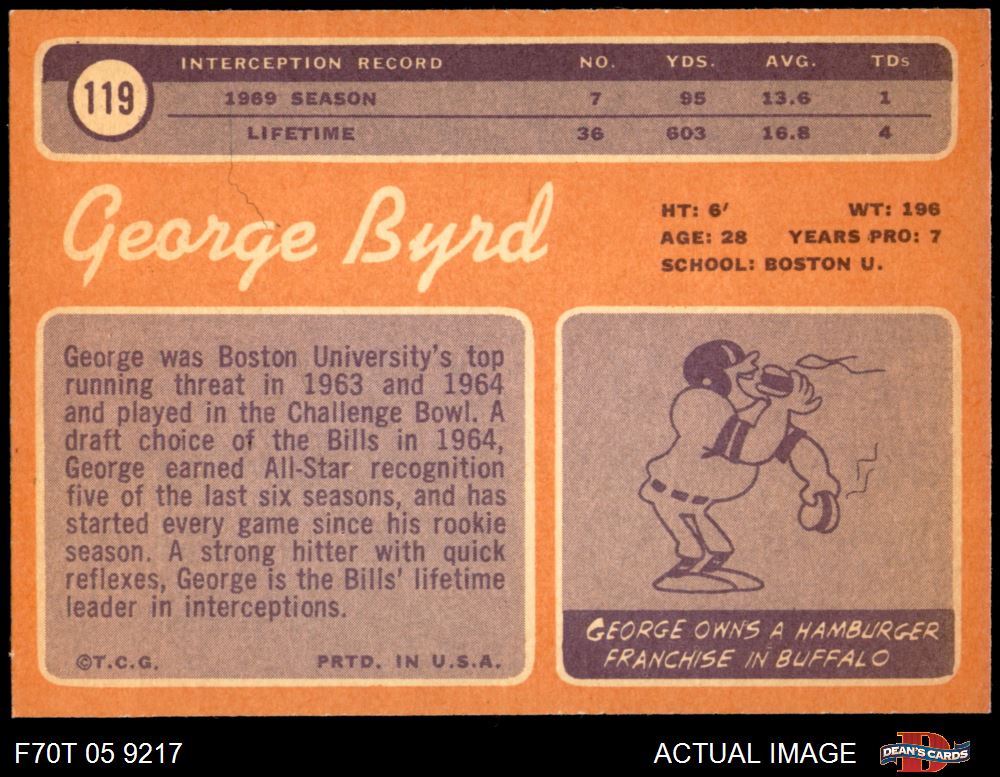 119
INTERCEPTION RECORD NO. YDS. AVG. TDs
1969 SEASON 7 95 13.6 1
LIFETIME 36 603 16.8 4
George Byrd
HT: 6' WT: 196
AGE: 28 YEARS PRO: 7
SCHOOL: BOSTON U.
George was Boston University's top
running threat in 1963 and 1964
and played in the Challenge Bowl. A
draft choice of the Bills in 1964,
George earned All-Star recognition
five of the last six seasons, and has
started every game since his rookie
season. A strong hitter with quick
reflexes, George is the Bills' lifetime
leader in interceptions.
©T.C.G. PRTD. IN U.S.A.
GEORGE OWNS A HAMBURGER
FRANCHISE IN BUFFALO
F70T 05 9217
ACTUAL IMAGE
DEAN'S CARDS